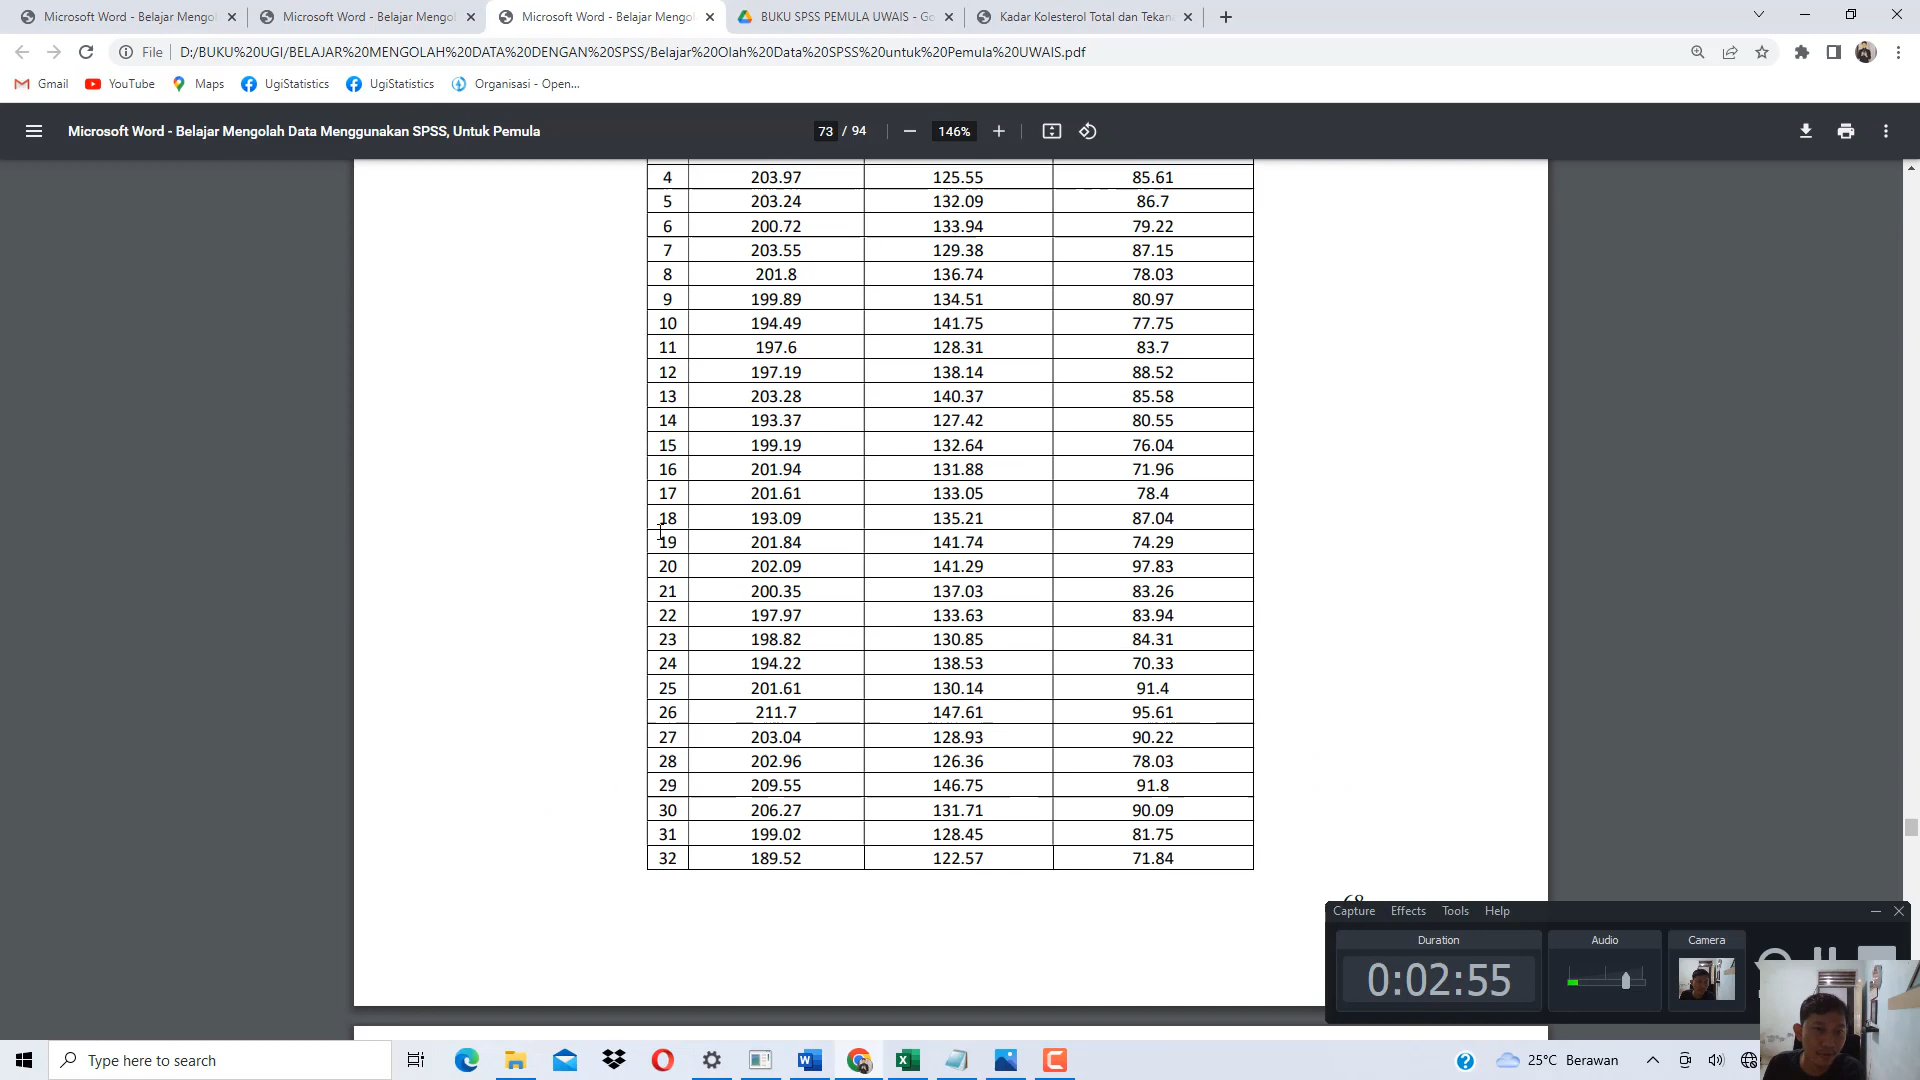 Microsoft Word - Belajar Mengol
Microsoft Word - Belajar Mengol
Microsoft Word - Belajar Mengol
BUKU SPSS PEMULA UWAIS - Go
Kadar Kolesterol Total dan Tekan
File
D:/BUKU%20UGI/BELAJAR%20MENGOLAH%20DATA%20DENGAN%20SPSS/Belajar%20Olah%20Data%20SPSS%20untuk%20Pemula%20UWAIS.pdf
Gmail
YouTube
Maps
UgiStatistics
UgiStatistics
Organisasi - Open...
Microsoft Word - Belajar Mengolah Data Menggunakan SPSS, Untuk Pemula
73 / 94
146%
4 203.97 125.55 85.61
5 203.24 132.09 86.7
6 200.72 133.94 79.22
7 203.55 129.38 87.15
8 201.8 136.74 78.03
9 199.89 134.51 80.97
10 194.49 141.75 77.75
11 197.6 128.31 83.7
12 197.19 138.14 88.52
13 203.28 140.37 85.58
14 193.37 127.42 80.55
15 199.19 132.64 76.04
16 201.94 131.88 71.96
17 201.61 133.05 78.4
18 193.09 135.21 87.04
19 201.84 141.74 74.29
20 202.09 141.29 97.83
21 200.35 137.03 83.26
22 197.97 133.63 83.94
23 198.82 130.85 84.31
24 194.22 138.53 70.33
25 201.61 130.14 91.4
26 211.7 147.61 95.61
27 203.04 128.93 90.22
28 202.96 126.36 78.03
29 209.55 146.75 91.8
30 206.27 131.71 90.09
31 199.02 128.45 81.75
32 189.52 122.57 71.84
Capture Effects Tools Help
Duration
Audio
Camera
0:02:55
Type here to search
25°C Berawan